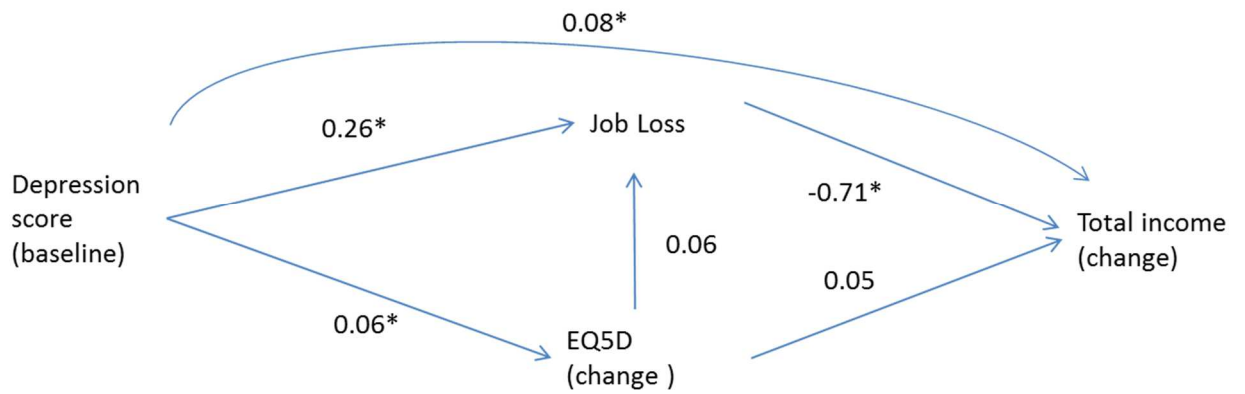 0.08*
0.26*
Job Loss
Depression
score
(baseline)
-0.71*
Total income
(change)
0.06
0.05
0.06*
EQ5D
(change )